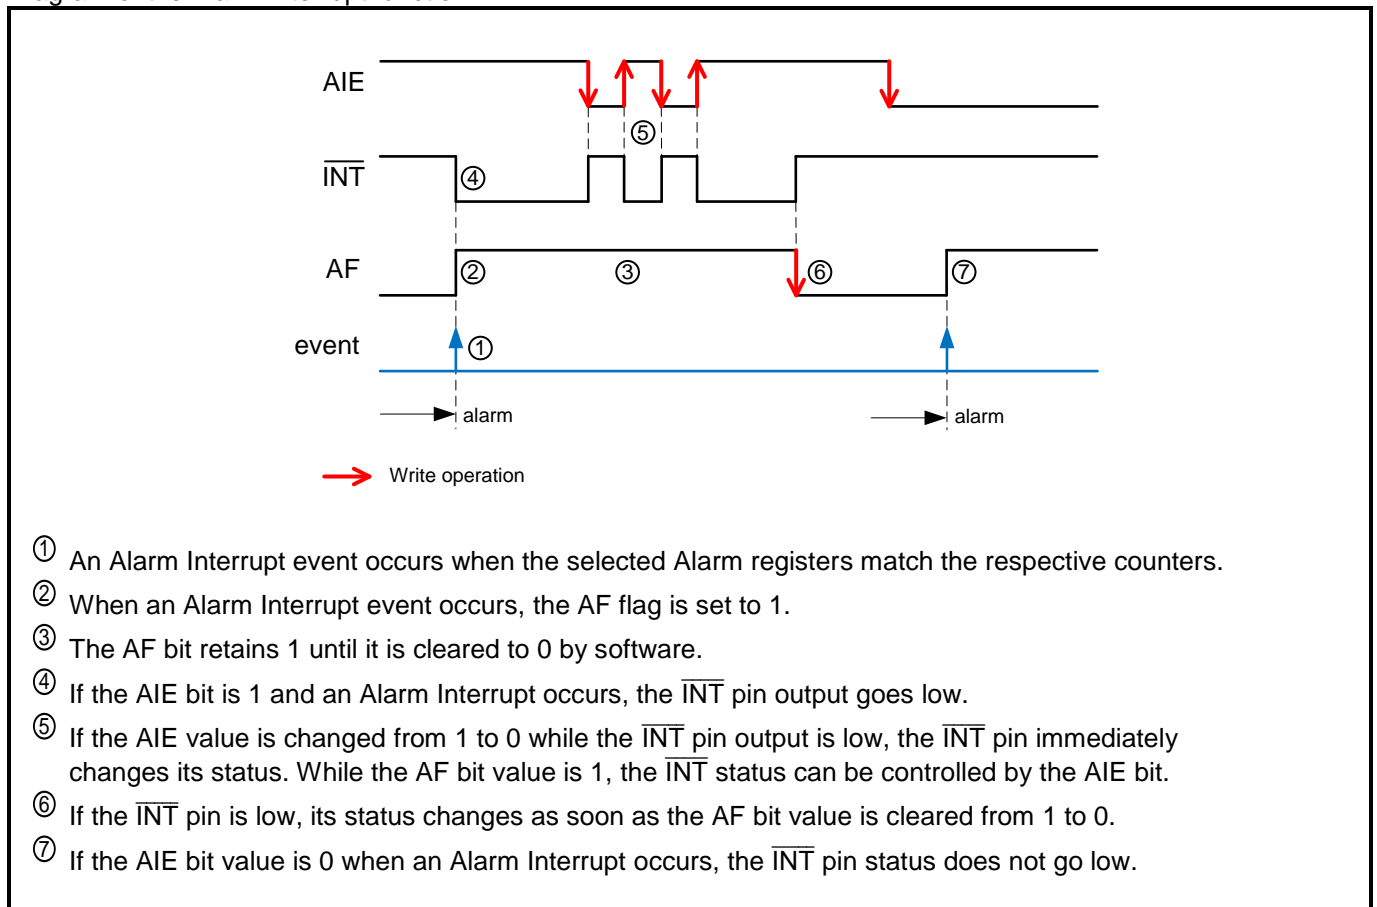 AIE
⑤
INT
④
AF
②
③
⑥
⑦
event
①
alarm
alarm
Write operation
① An Alarm Interrupt event occurs when the selected Alarm registers match the respective counters.
② When an Alarm Interrupt event occurs, the AF flag is set to 1.
③ The AF bit retains 1 until it is cleared to 0 by software.
④ If the AIE bit is 1 and an Alarm Interrupt occurs, the INT pin output goes low.
⑤ If the AIE value is changed from 1 to 0 while the INT pin output is low, the INT pin immediately
changes its status. While the AF bit value is 1, the INT status can be controlled by the AIE bit.
⑥ If the INT pin is low, its status changes as soon as the AF bit value is cleared from 1 to 0.
⑦ If the AIE bit value is 0 when an Alarm Interrupt occurs, the INT pin status does not go low.